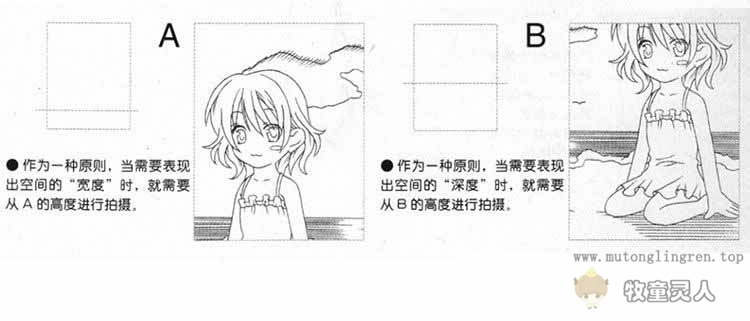 A
●作为一种原则，当需要表现
出空间的“宽度”时，就需要
从A的高度进行拍摄。
B
●作为一种原则，当需要表现
出空间的“深度”时，就需要
从B的高度进行拍摄。
www.mutonglingren.top
牧童灵人